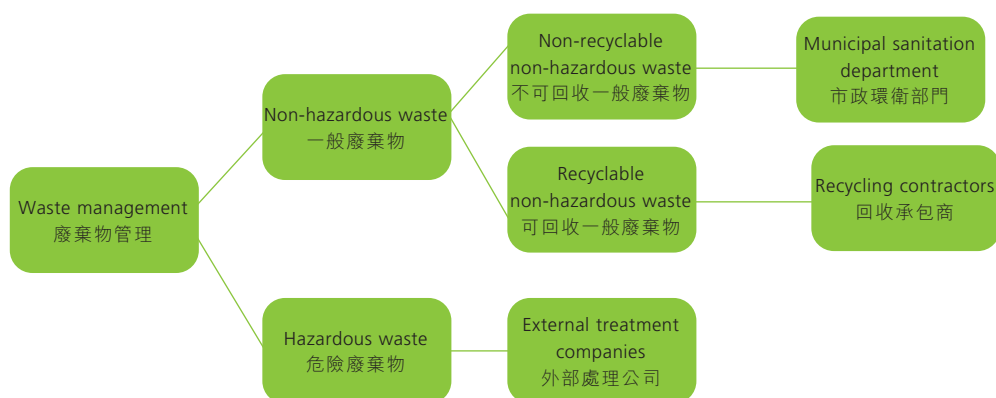 Waste management
廢棄物管理
Non-hazardous waste
一般廢棄物
Non-recyclable
non-hazardous waste
不可回收一般廢棄物
Municipal sanitation
department
市政環衛部門
Recyclable
non-hazardous waste
可回收一般廢棄物
Recycling contractors
回收承包商
Hazardous waste
危險廢棄物
External treatment
companies
外部處理公司